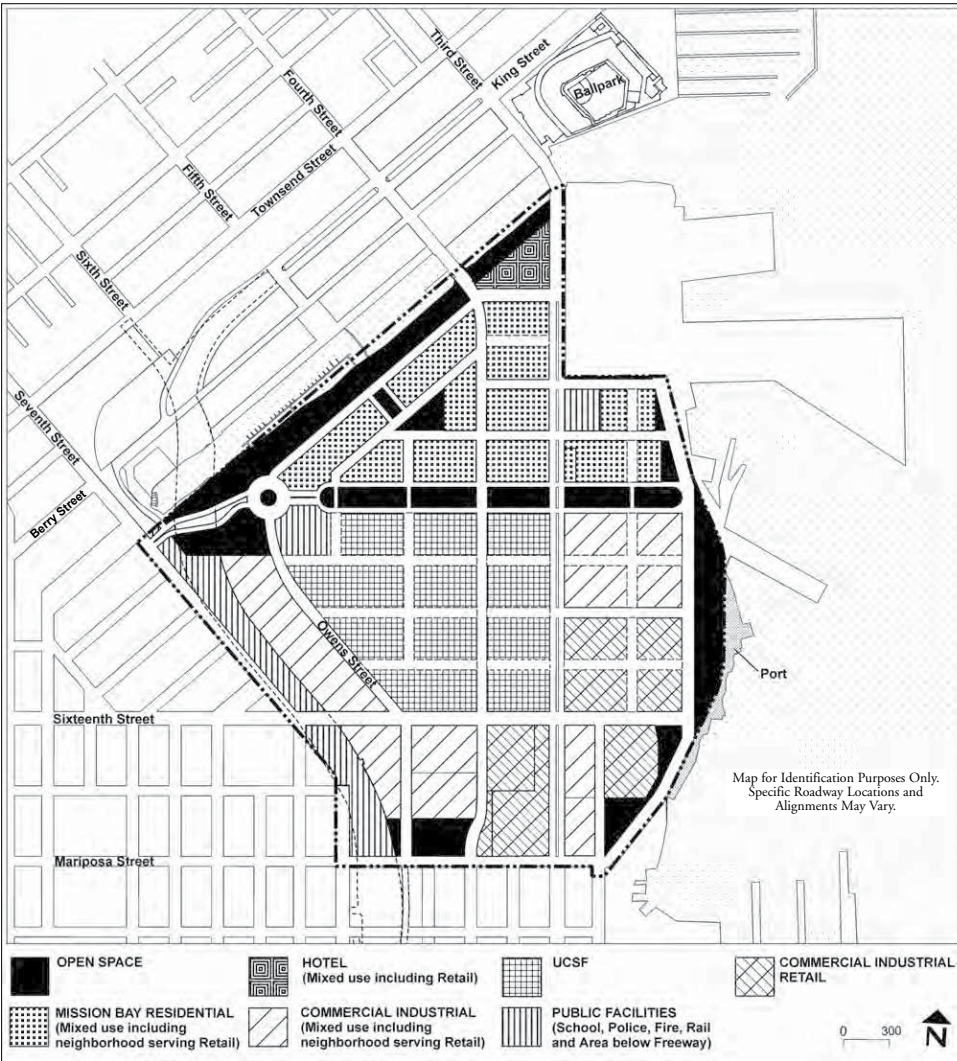 Third Street
King Street
Ballpark
Fourth Street
Fifth Street
Townsend Street
Sixth Street
Seventh Street
Berry Street
Owens Street
Port
Sixteenth Street
Map for Identification Purposes Only.
Specific Roadway Locations and
Alignments May Vary.
Mariposa Street
OPEN SPACE
HOTEL
(Mixed use including Retail)
UCSF
COMMERCIAL INDUSTRIAL
RETAIL
MISSION BAY RESIDENTIAL
(Mixed use including
neighborhood serving Retail)
COMMERCIAL INDUSTRIAL
(Mixed use including
neighborhood serving Retail)
PUBLIC FACILITIES
(School, Police, Fire, Rail
and Area below Freeway)
0 300
N